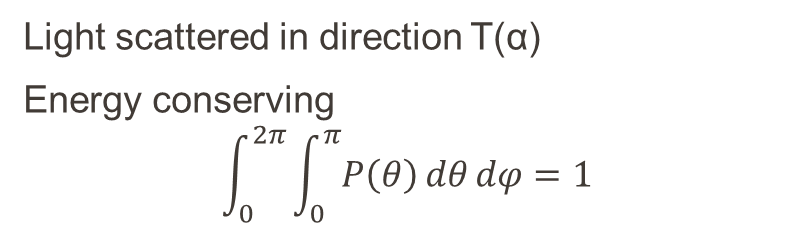 Light scattered in direction T(α)
Energy conserving
∫₀^{2π} ∫₀^{π} P(θ) dθ dφ = 1